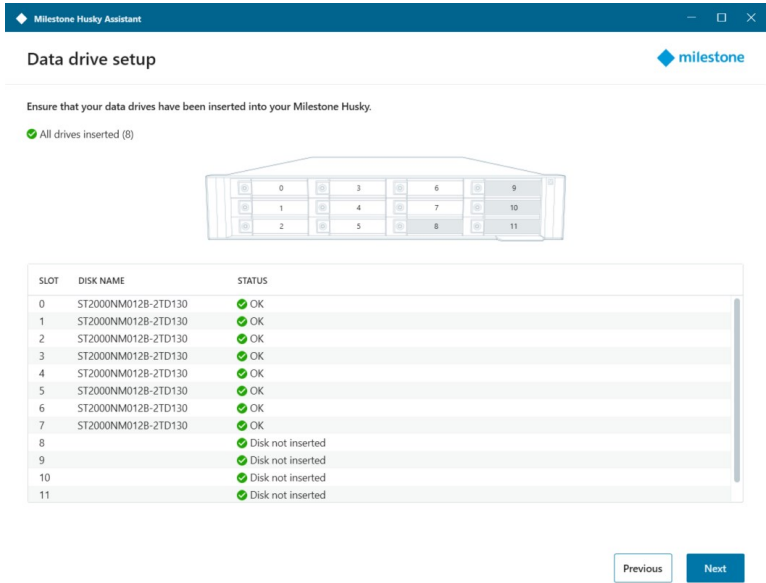 Milestone Husky Assistant
Data drive setup
milestone
Ensure that your data drives have been inserted into your Milestone Husky.
All drives inserted (8)
0 3 6 9
1 4 7 10
2 5 8 11
SLOT DISK NAME STATUS
0 ST2000NM012B-2TD130 OK
1 ST2000NM012B-2TD130 OK
2 ST2000NM012B-2TD130 OK
3 ST2000NM012B-2TD130 OK
4 ST2000NM012B-2TD130 OK
5 ST2000NM012B-2TD130 OK
6 ST2000NM012B-2TD130 OK
7 ST2000NM012B-2TD130 OK
8 Disk not inserted
9 Disk not inserted
10 Disk not inserted
11 Disk not inserted
Previous Next